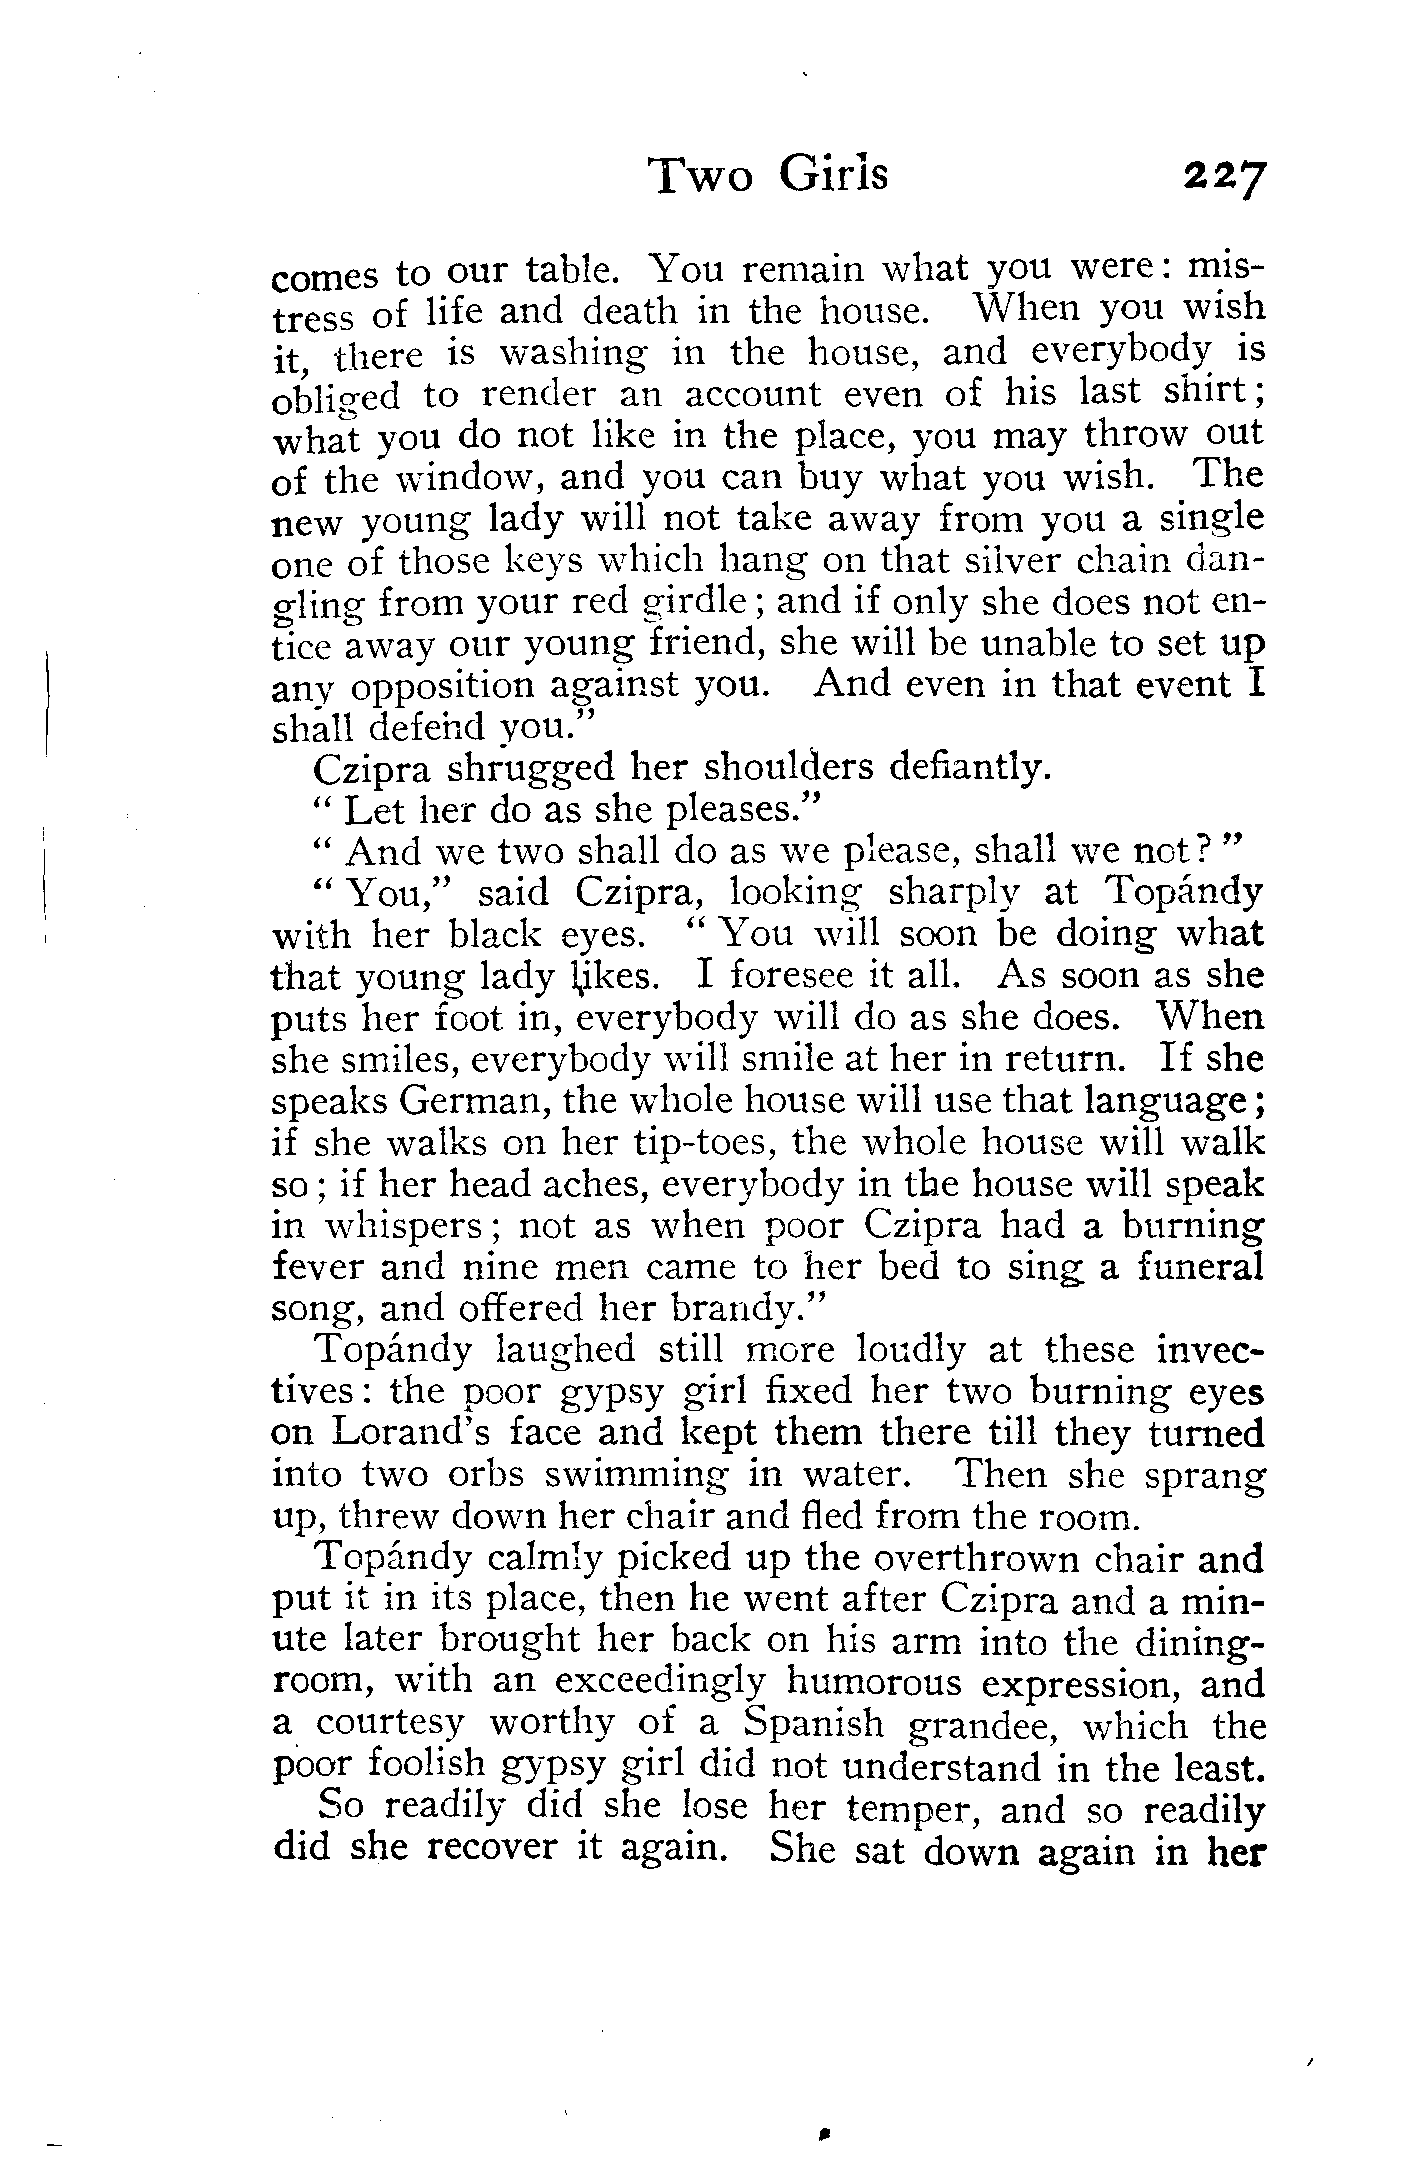 Two Girls 227
comes to our table. You remain what you were: mis-
tress of life and death in the house. When you wish
it, there is washing in the house, and everybody is
obliged to render an account even of his last shirt;
what you do not like in the place, you may throw out
of the window, and you can buy what you wish. The
new young lady will not take away from you a single
one of those keys which hang on that silver chain dan-
gling from your red girdle; and if only she does not en-
tice away our young friend, she will be unable to set up
any opposition against you. And even in that event I
shall defend you."
Czipra shrugged her shoulders defiantly.
"Let her do as she pleases."
"And we two shall do as we please, shall we not?"
"You," said Czipra, looking sharply at Topándy
with her black eyes. "You will soon be doing what
that young lady likes. I foresee it all. As soon as she
puts her foot in, everybody will do as she does. When
she smiles, everybody will smile at her in return. If she
speaks German, the whole house will use that language;
if she walks on her tip-toes, the whole house will walk
so; if her head aches, everybody in the house will speak
in whispers; not as when poor Czipra had a burning
fever and nine men came to her bed to sing a funeral
song, and offered her brandy."
Topándy laughed still more loudly at these invec-
tives: the poor gypsy girl fixed her two burning eyes
on Lorand's face and kept them there till they turned
into two orbs swimming in water. Then she sprang
up, threw down her chair and fled from the room.
Topándy calmly picked up the overthrown chair and
put it in its place, then he went after Czipra and a min-
ute later brought her back on his arm into the dining-
room, with an exceedingly humorous expression, and
a courtesy worthy of a Spanish grandee, which the
poor foolish gypsy girl did not understand in the least.
So readily did she lose her temper, and so readily
did she recover it again. She sat down again in her